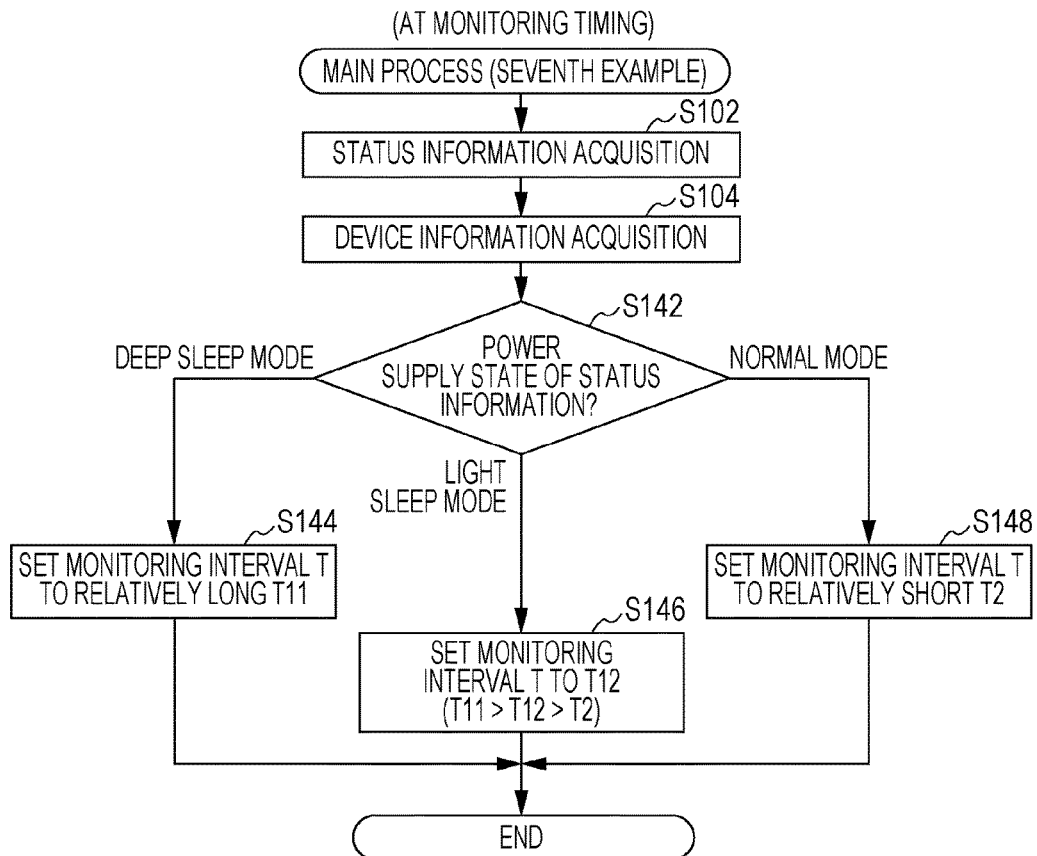 (AT MONITORING TIMING)
MAIN PROCESS (SEVENTH EXAMPLE)
S102
STATUS INFORMATION ACQUISITION
S104
DEVICE INFORMATION ACQUISITION
S142
POWER
SUPPLY STATE OF STATUS
INFORMATION?
DEEP SLEEP MODE
NORMAL MODE
LIGHT
SLEEP MODE
S144
SET MONITORING INTERVAL T
TO RELATIVELY LONG T11
S146
SET MONITORING
INTERVAL T TO T12
(T11 > T12 > T2)
S148
SET MONITORING INTERVAL T
TO RELATIVELY SHORT T2
END